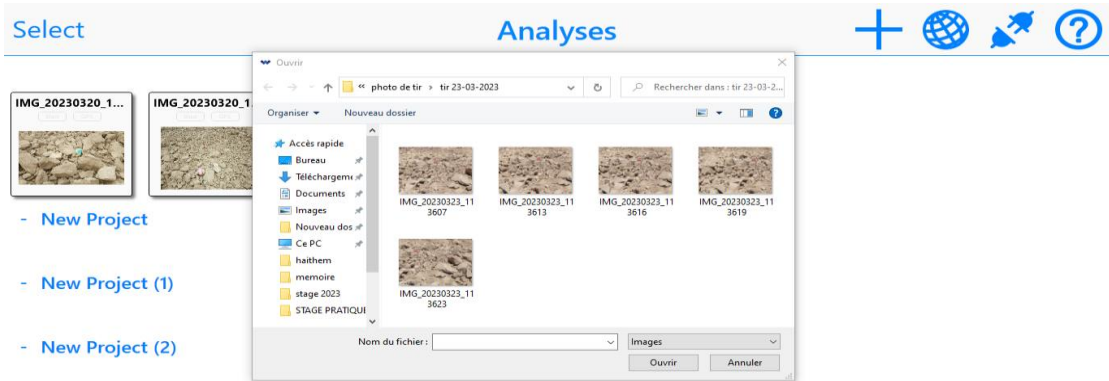 Select
Analyses
Ouvrir
« photo de tir › tir 23-03-2023
Rechercher dans : tir 23-03-2...
Organiser
Nouveau dossier
IMG_20230320_1...
IMG_20230320_1
Accès rapide
Bureau
Téléchargeme
Documents
Images
Nouveau dos
Ce PC
haithem
memoire
stage 2023
STAGE PRATIQUE
IMG_20230323_11
3607
IMG_20230323_11
3613
IMG_20230323_11
3616
IMG_20230323_11
3619
IMG_20230323_11
3623
- New Project
- New Project (1)
- New Project (2)
Nom du fichier :
Images
Ouvrir
Annuler